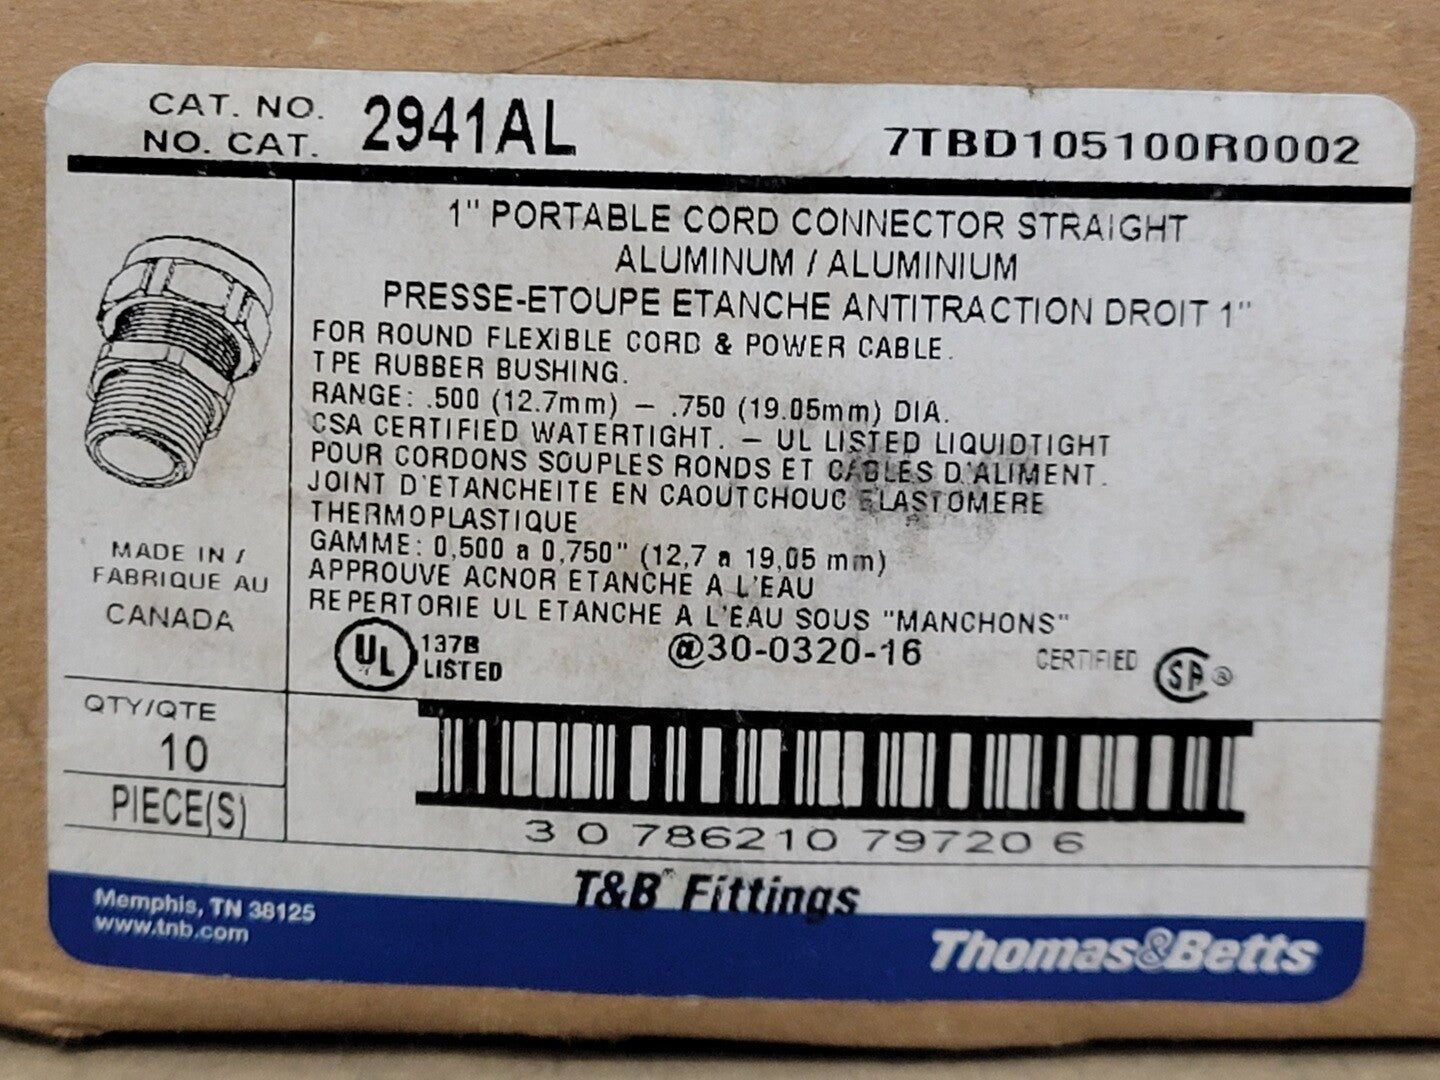 CAT. NO.
NO. CAT.
2941AL
7TBD105100R0002
1" PORTABLE CORD CONNECTOR STRAIGHT
ALUMINUM / ALUMINIUM
PRESSE-ETOUPE ETANCHE ANTITRACTION DROIT 1"
FOR ROUND FLEXIBLE CORD & POWER CABLE.
TPE RUBBER BUSHING.
RANGE: .500 (12.7mm) – .750 (19.05mm) DIA.
CSA CERTIFIED WATERTIGHT. – UL LISTED LIQUIDTIGHT
POUR CORDONS SOUPLES RONDS ET CABLES D'ALIMENT.
JOINT D'ETANCHEITE EN CAOUTCHOUC ELASTOMERE
THERMOPLASTIQUE
GAMME: 0,500 a 0,750" (12,7 a 19,05 mm)
APPROUVE ACNOR ETANCHE A L'EAU
REPERTORIE UL ETANCHE A L'EAU SOUS "MANCHONS"
MADE IN /
FABRIQUE AU
CANADA
UL 137B
LISTED
@30-0320-16
CERTIFIED SA®
QTY/QTE
10
PIECE(S)
3 0 786210 79720 6
T&B™ Fittings
Memphis, TN 38125
www.tnb.com
Thomas&Betts